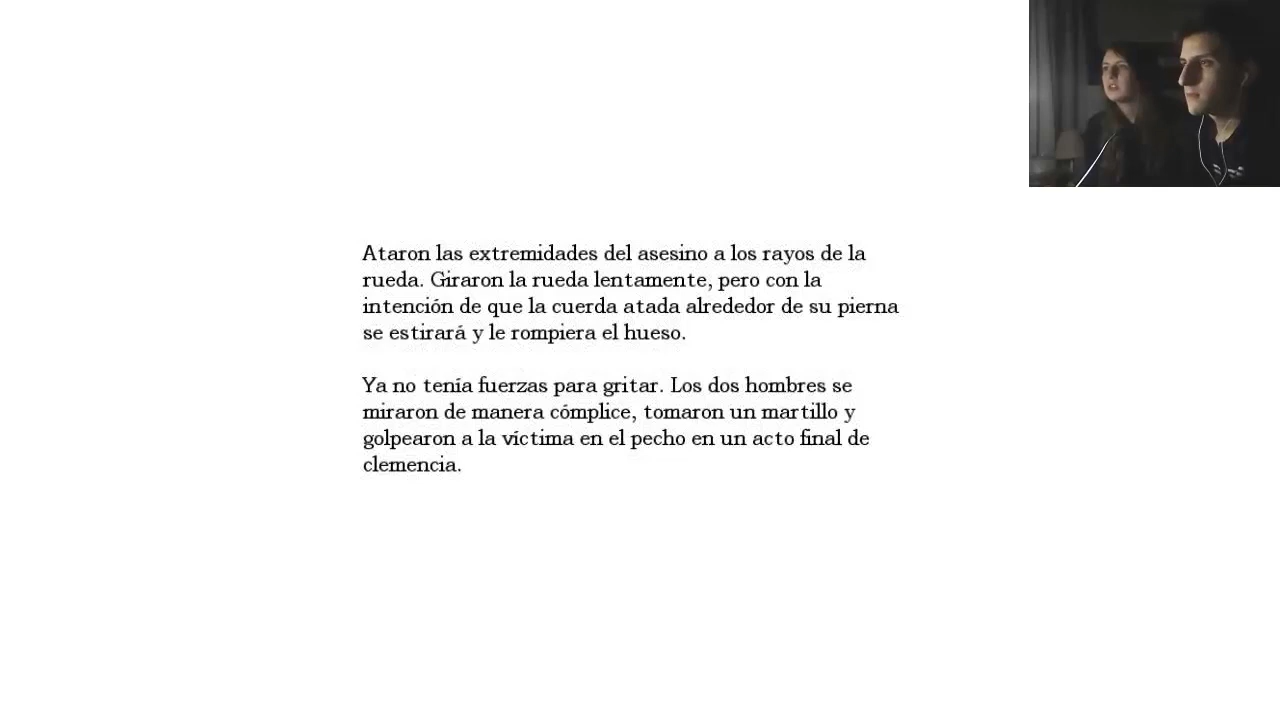 Ataron las extremidades del asesino a los rayos de la
rueda. Giraron la rueda lentamente, pero con la
intención de que la cuerda atada alrededor de su pierna
se estirará y le rompiera el hueso.
Ya no tenía fuerzas para gritar. Los dos hombres se
miraron de manera cómplice, tomaron un martillo y
golpearon a la víctima en el pecho en un acto final de
clemencia.